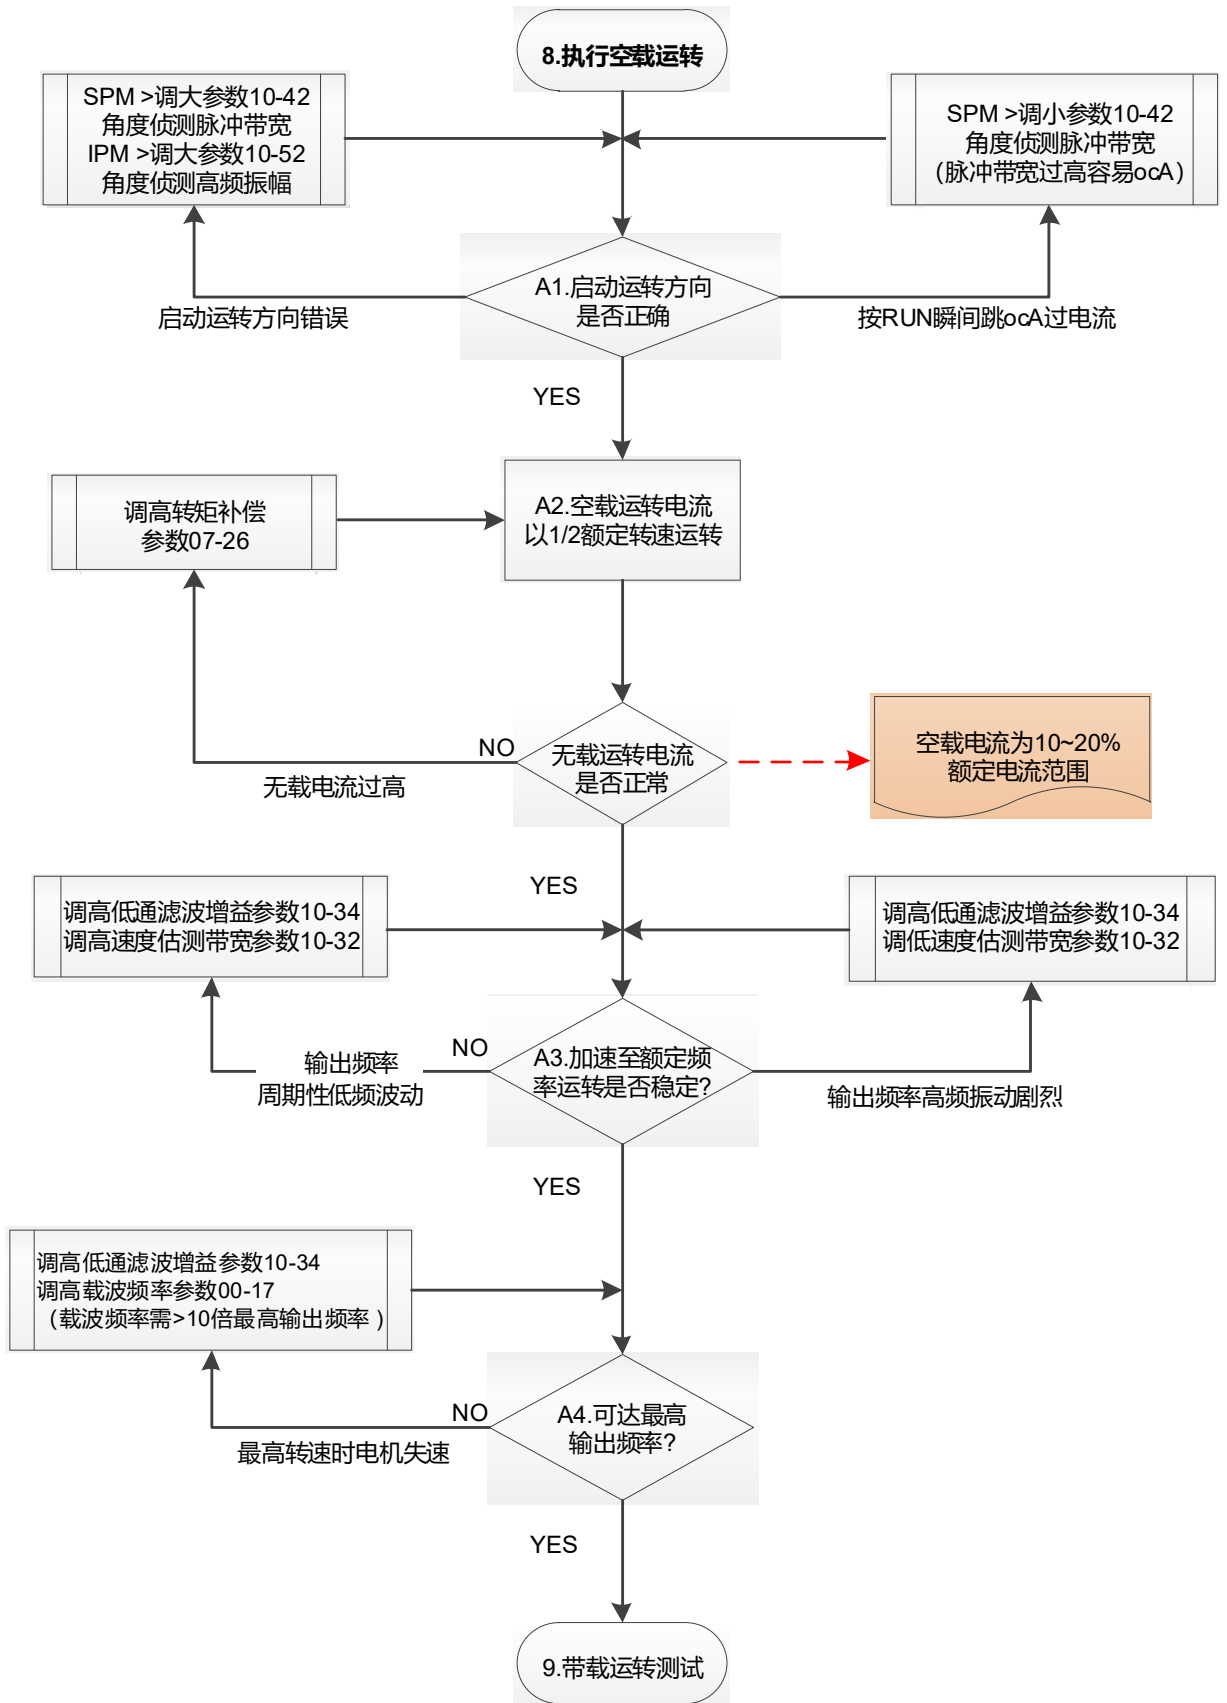 8.执行空载运转
SPM >调大参数10-42
角度侦测脉冲带宽
IPM >调大参数10-52
角度侦测高频振幅
SPM >调小参数10-42
角度侦测脉冲带宽
(脉冲带宽过高容易ocA)
A1.启动运转方向
是否正确
启动运转方向错误
按RUN瞬间跳ocA过电流
YES
调高转矩补偿
参数07-26
A2.空载运转电流
以1/2额定转速运转
NO
无载电流过高
无载运转电流
是否正常
空载电流为10~20%
额定电流范围
YES
调高低通滤波增益参数10-34
调高速度估测带宽参数10-32
调高低通滤波增益参数10-34
调低速度估测带宽参数10-32
NO
输出频率
周期性低频波动
A3.加速至额定频
率运转是否稳定?
输出频率高频振动剧烈
YES
调高低通滤波增益参数10-34
调高载波频率参数00-17
(载波频率需>10倍最高输出频率)
NO
最高转速时电机失速
A4.可达最高
输出频率?
YES
9.带载运转测试